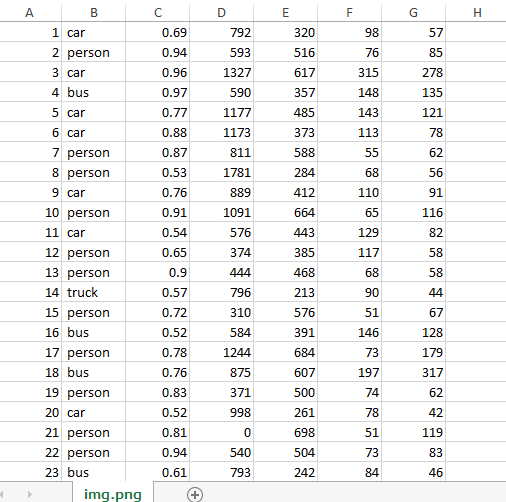 A B C D E F G H
1 car 0.69 792 320 98 57
2 person 0.94 593 516 76 85
3 car 0.96 1327 617 315 278
4 bus 0.97 590 357 148 135
5 car 0.77 1177 485 143 121
6 car 0.88 1173 373 113 78
7 person 0.87 811 588 55 62
8 person 0.53 1781 284 68 56
9 car 0.76 889 412 110 91
10 person 0.91 1091 664 65 116
11 car 0.54 576 443 129 82
12 person 0.65 374 385 117 58
13 person 0.9 444 468 68 58
14 truck 0.57 796 213 90 44
15 person 0.72 310 576 51 67
16 bus 0.52 584 391 146 128
17 person 0.78 1244 684 73 179
18 bus 0.76 875 607 197 317
19 person 0.83 371 500 74 62
20 car 0.52 998 261 78 42
21 person 0.81 0 698 51 119
22 person 0.94 540 504 73 83
23 bus 0.61 793 242 84 46
img.png